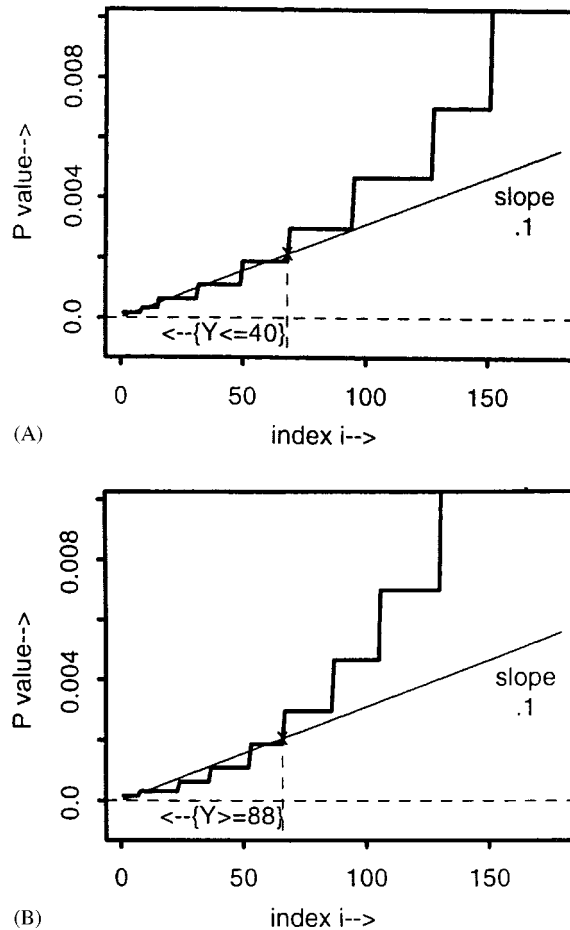 0.008
0.004
0.0
P value-->
slope
.1
<--{Y<=40}
0 50 100 150
index i-->
(A)
0.008
0.004
0.0
P value-->
slope
.1
<--{Y>=88}
0 50 100 150
index i-->
(B)